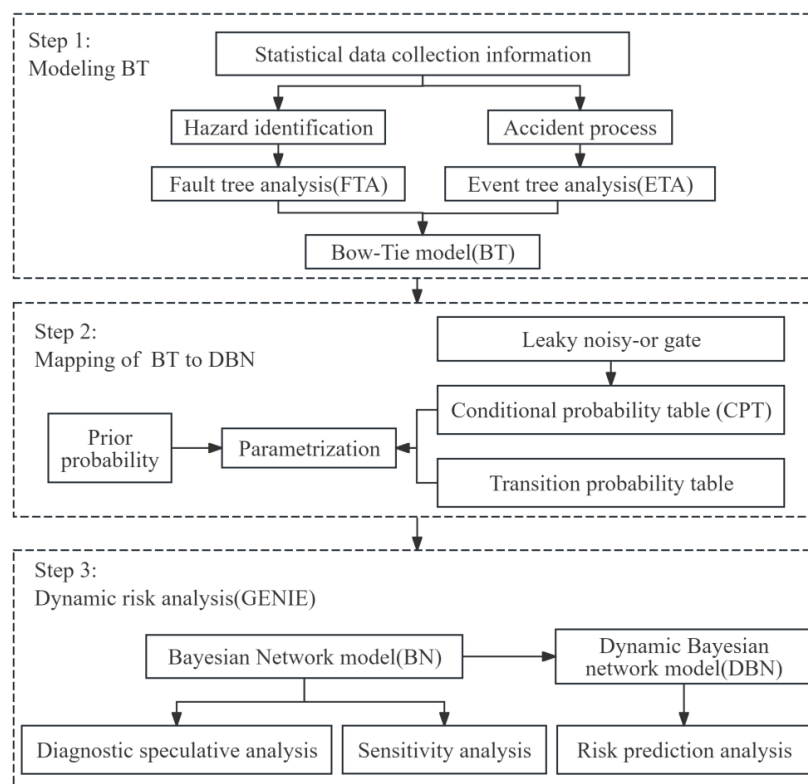 Step 1:
Modeling BT
Statistical data collection information
Hazard identification
Accident process
Fault tree analysis(FTA)
Event tree analysis(ETA)
Bow-Tie model(BT)
Step 2:
Mapping of BT to DBN
Leaky noisy-or gate
Conditional probability table (CPT)
Prior
probability
Parametrization
Transition probability table
Step 3:
Dynamic risk analysis(GENIE)
Bayesian Network model(BN)
Dynamic Bayesian
network model(DBN)
Diagnostic speculative analysis
Sensitivity analysis
Risk prediction analysis